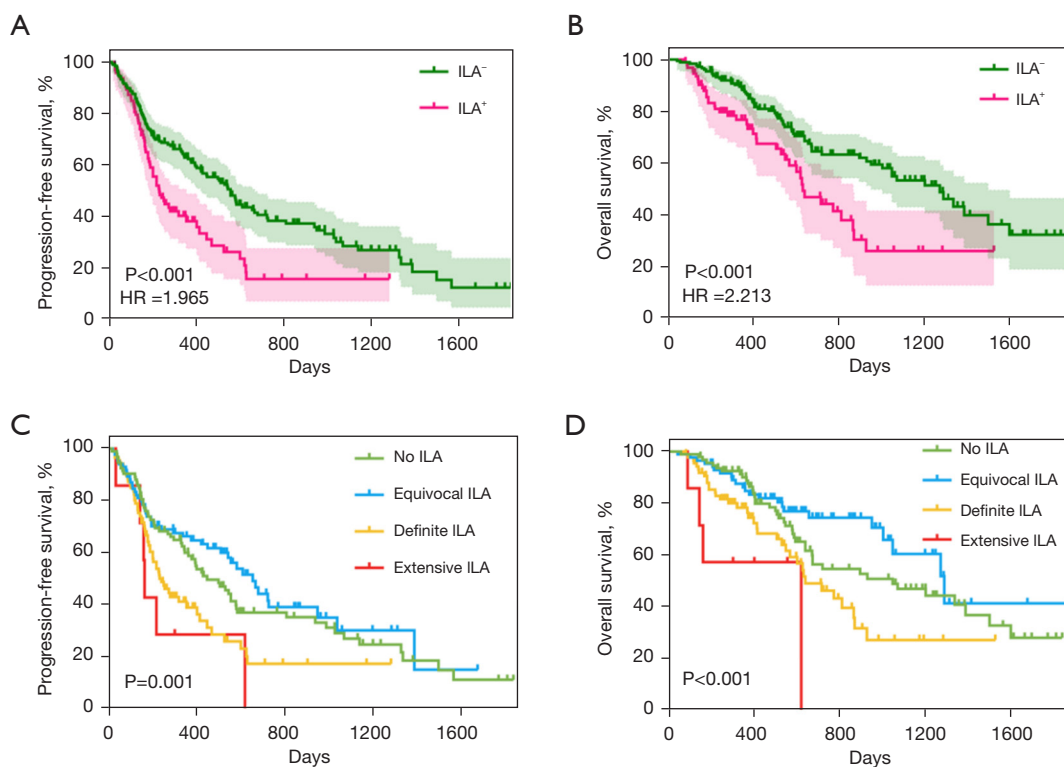 A
Progression-free survival, %
100
80
60
40
20
0
ILA⁻
ILA⁺
P<0.001
HR =1.965
0 400 800 1200 1600
Days
B
Overall survival, %
100
80
60
40
20
0
ILA⁻
ILA⁺
P<0.001
HR =2.213
0 400 800 1200 1600
Days
C
Progression-free survival, %
100
80
60
40
20
0
No ILA
Equivocal ILA
Definite ILA
Extensive ILA
P=0.001
0 400 800 1200 1600
Days
D
Overall survival, %
100
80
60
40
20
0
No ILA
Equivocal ILA
Definite ILA
Extensive ILA
P<0.001
0 400 800 1200 1600
Days